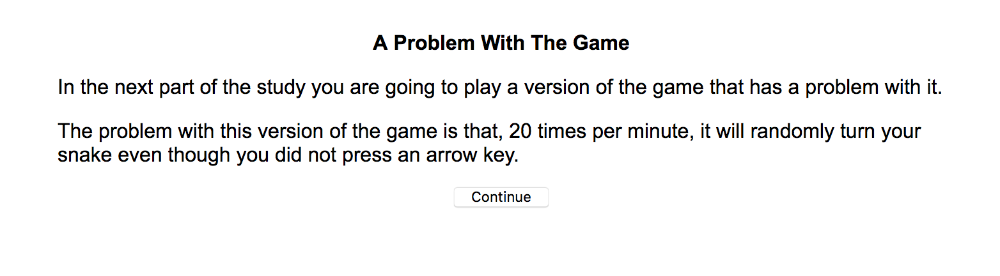 A Problem With The Game
In the next part of the study you are going to play a version of the game that has a problem with it.
The problem with this version of the game is that, 20 times per minute, it will randomly turn your
snake even though you did not press an arrow key.
Continue